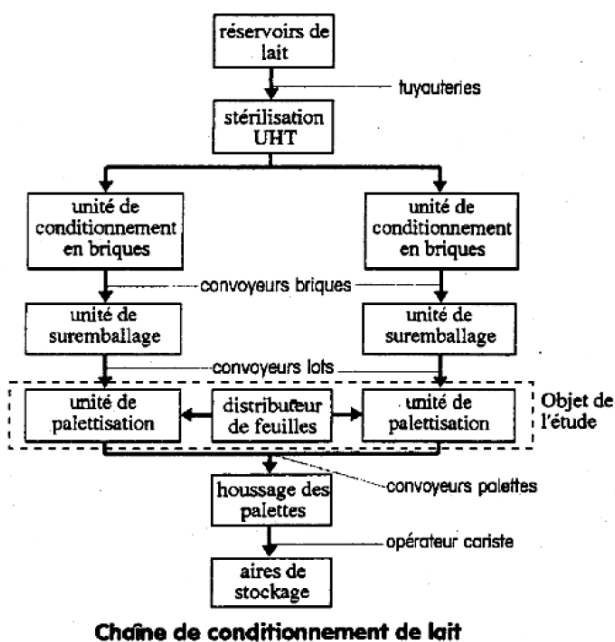 réservoirs de
lait
tuyauteries
stérilisation
UHT
unité de
conditionnement
en briques
unité de
conditionnement
en briques
convoyeurs briques
unité de
suremballage
unité de
suremballage
convoyeurs lots
unité de
palettisation
distributeur
de feuilles
unité de
palettisation
Objet de
l'étude
convoyeurs palettes
houssage des
palettes
opérateur cariste
aires de
stockage
Chaîne de conditionnement de lait